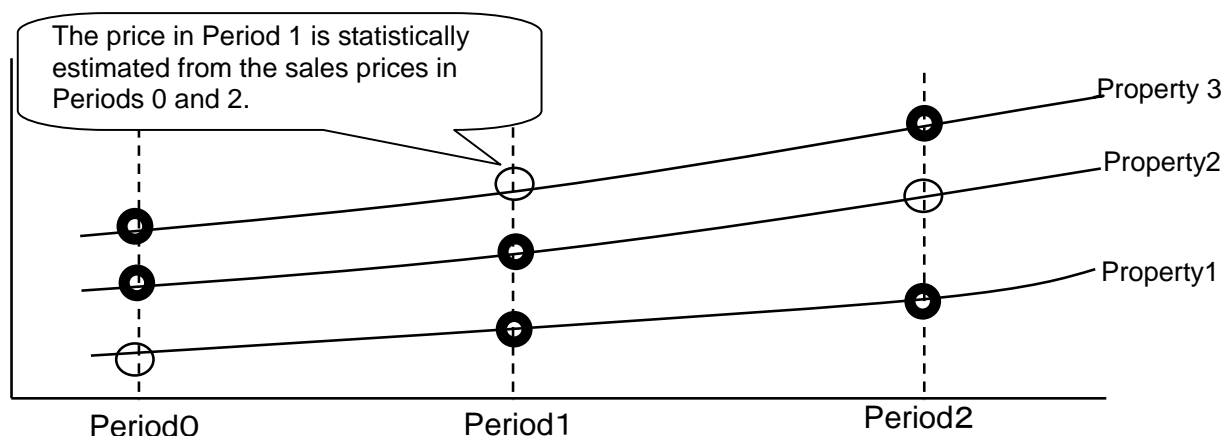 The price in Period 1 is statistically
estimated from the sales prices in
Periods 0 and 2.
Property 3
Property2
Property1
Period0
Period1
Period2